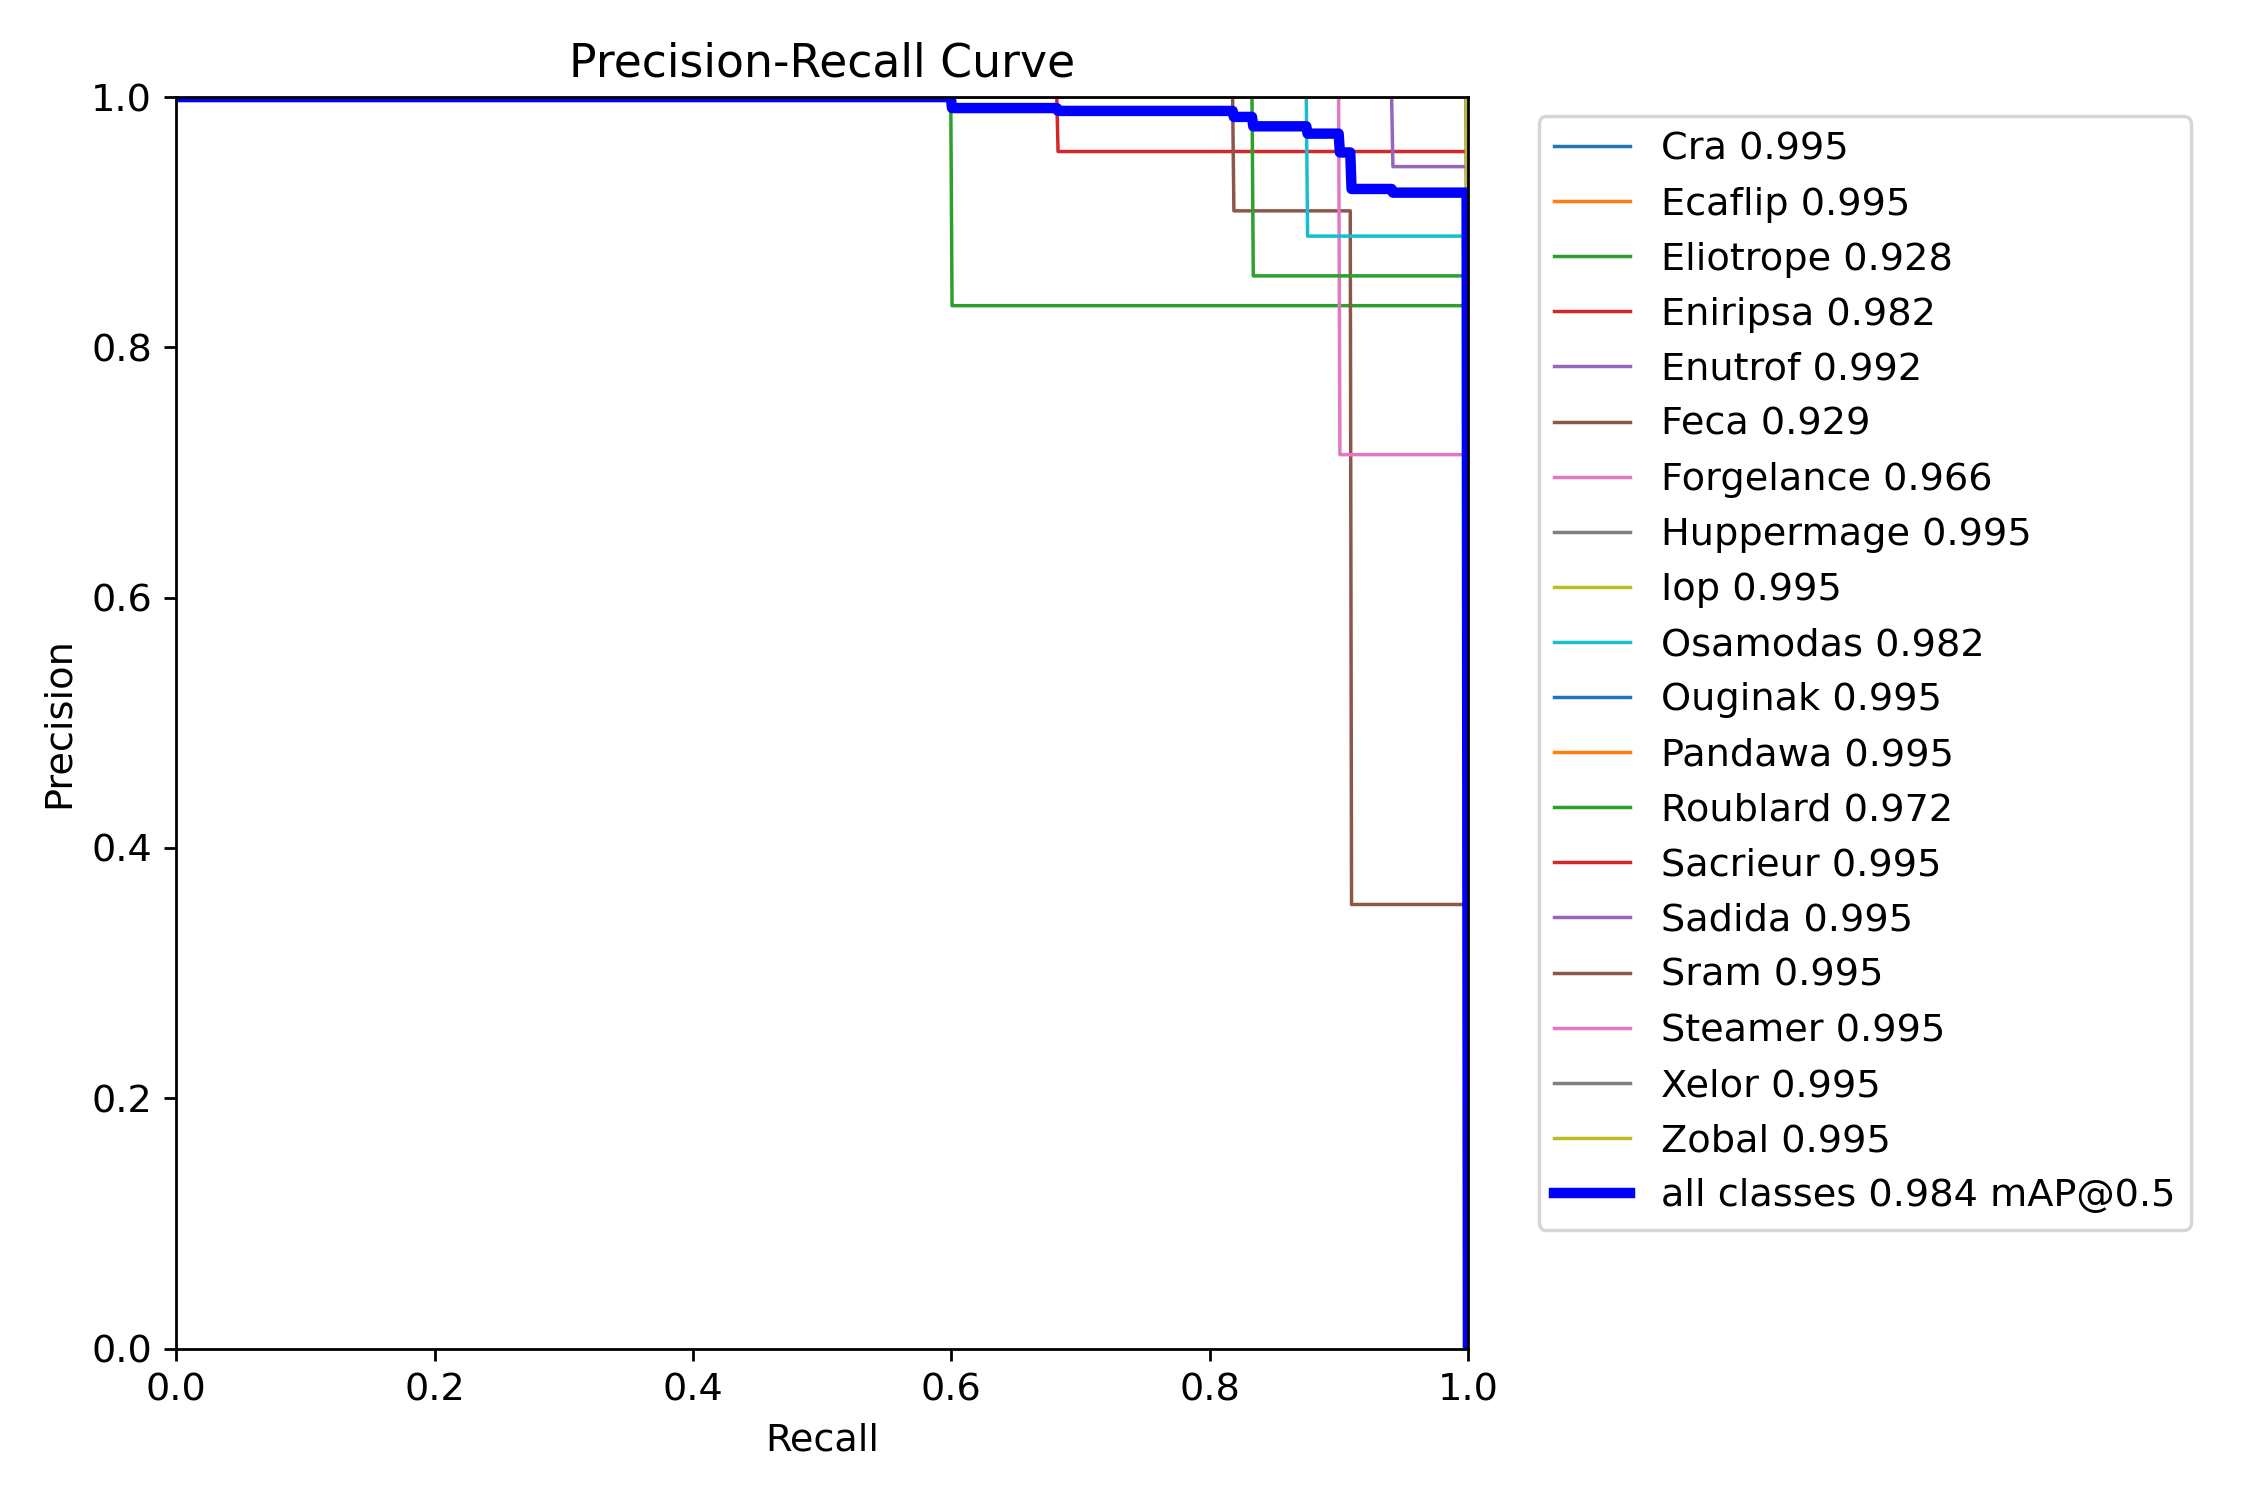 Precision-Recall Curve
1.0
0.8
0.6
0.4
0.2
0.0
Precision
0.0 0.2 0.4 0.6 0.8 1.0
Recall
Cra 0.995
Ecaflip 0.995
Eliotrope 0.928
Eniripsa 0.982
Enutrof 0.992
Feca 0.929
Forgelance 0.966
Huppermage 0.995
Iop 0.995
Osamodas 0.982
Ouginak 0.995
Pandawa 0.995
Roublard 0.972
Sacrieur 0.995
Sadida 0.995
Sram 0.995
Steamer 0.995
Xelor 0.995
Zobal 0.995
all classes 0.984 mAP@0.5